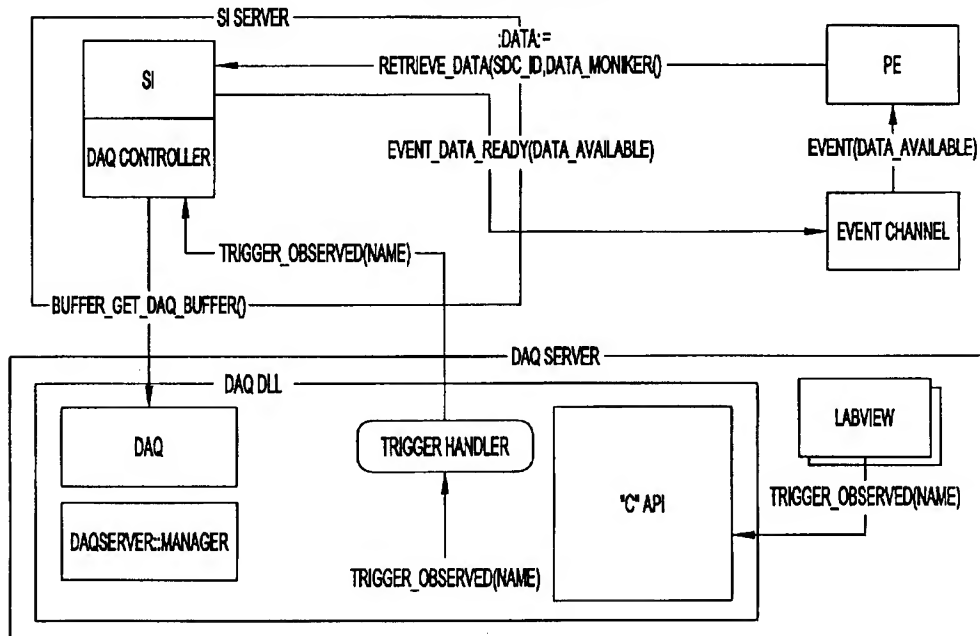 SI SERVER
:DATA:=
RETRIEVE_DATA(SDC_ID,DATA_MONIKER()
SI
PE
DAQ CONTROLLER
EVENT_DATA_READY(DATA_AVAILABLE)
EVENT(DATA_AVAILABLE)
EVENT CHANNEL
TRIGGER_OBSERVED(NAME)
BUFFER_GET_DAQ_BUFFER()
DAQ SERVER
DAQ DLL
DAQ
TRIGGER HANDLER
LABVIEW
"C" API
TRIGGER_OBSERVED(NAME)
DAQSERVER::MANAGER
TRIGGER_OBSERVED(NAME)